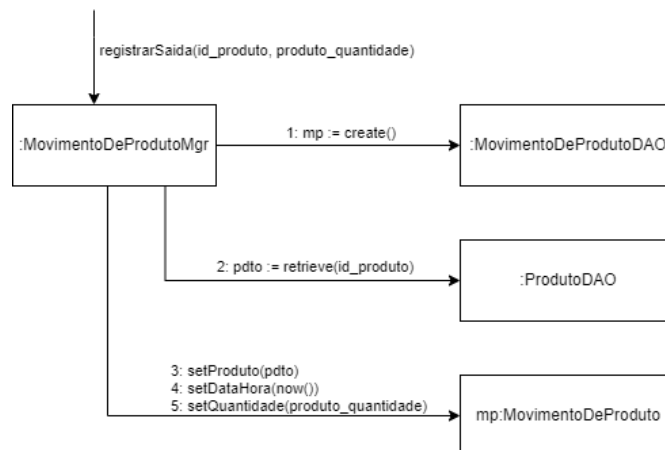 registrarSaida(id_produto, produto_quantidade)
:MovimentoDeProdutoMgr
1: mp := create()
:MovimentoDeProdutoDAO
2: pdto := retrieve(id_produto)
:ProdutoDAO
3: setProduto(pdto)
4: setDataHora(now())
5: setQuantidade(produto_quantidade)
mp:MovimentoDeProduto